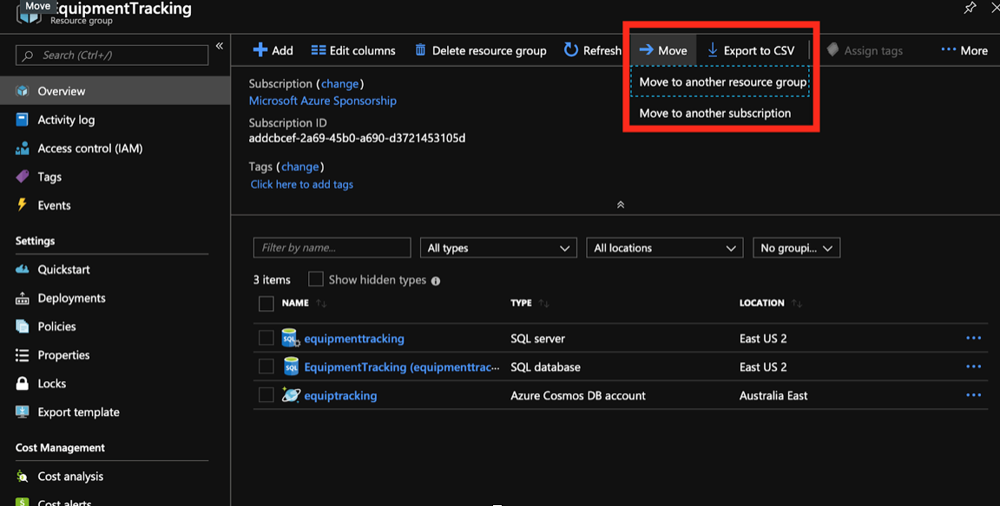 Move
EquipmentTracking
Resource group
Search (Ctrl+/)
Overview
Activity log
Access control (IAM)
Tags
Events
Settings
Quickstart
Deployments
Policies
Properties
Locks
Export template
Cost Management
Cost analysis
Cost alerts
Add Edit columns Delete resource group Refresh Move Export to CSV Assign tags More
Move to another resource group
Move to another subscription
Subscription (change)
Microsoft Azure Sponsorship
Subscription ID
addcbcef-2a69-45b0-a690-d3721453105d
Tags (change)
Click here to add tags
Filter by name... All types All locations No groupi...
3 items Show hidden types
NAME TYPE LOCATION
equipmenttracking SQL server East US 2
EquipmentTracking (equipmenttrac... SQL database East US 2
equiptracking Azure Cosmos DB account Australia East